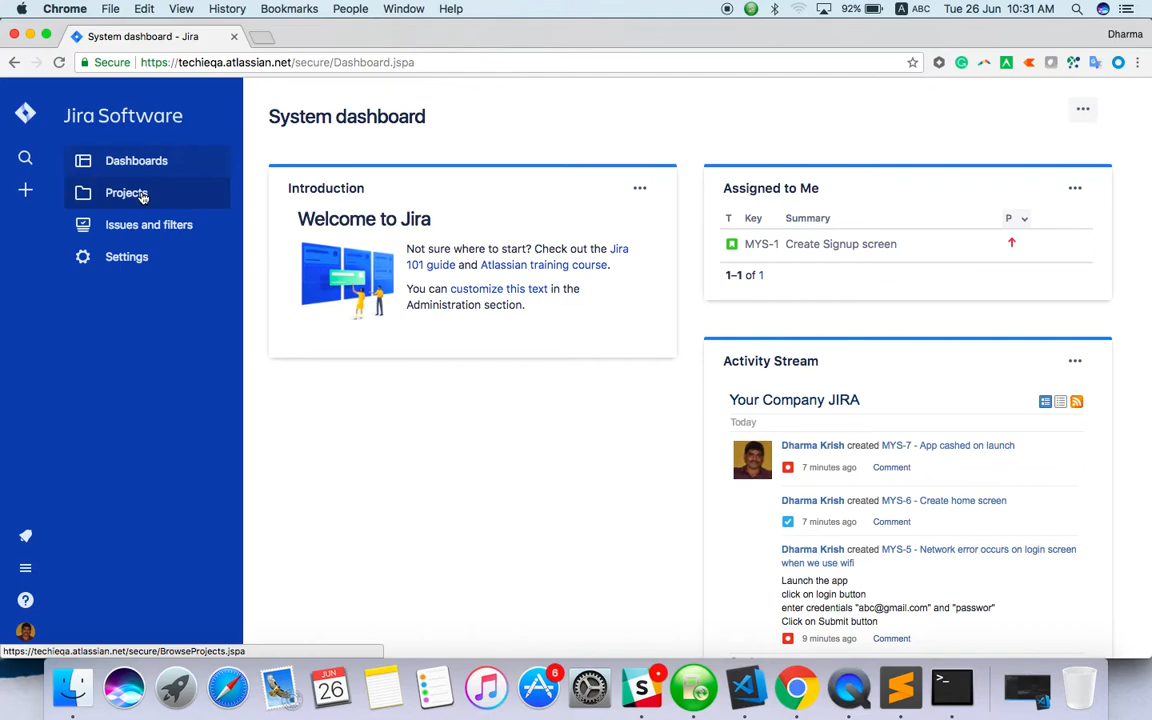 Chrome File Edit View History Bookmarks People Window Help 92% A ABC Tue 26 Jun 10:31 AM
System dashboard - Jira Dharma
Secure https://techieqa.atlassian.net/secure/Dashboard.jspa
Jira Software
Dashboards
Projects
Issues and filters
Settings
System dashboard
Introduction
Welcome to Jira
Not sure where to start? Check out the Jira
101 guide and Atlassian training course.
You can customize this text in the
Administration section.
Assigned to Me
T Key Summary P
MYS-1 Create Signup screen
1–1 of 1
Activity Stream
Your Company JIRA
Today
Dharma Krish created MYS-7 - App cashed on launch
7 minutes ago Comment
Dharma Krish created MYS-6 - Create home screen
7 minutes ago Comment
Dharma Krish created MYS-5 - Network error occurs on login screen
when we use wifi
Launch the app
click on login button
enter credentials "abc@gmail.com" and "passwor"
Click on Submit button
9 minutes ago Comment
https://techieqa.atlassian.net/secure/BrowseProjects.jspa
JUN
26
6
>_